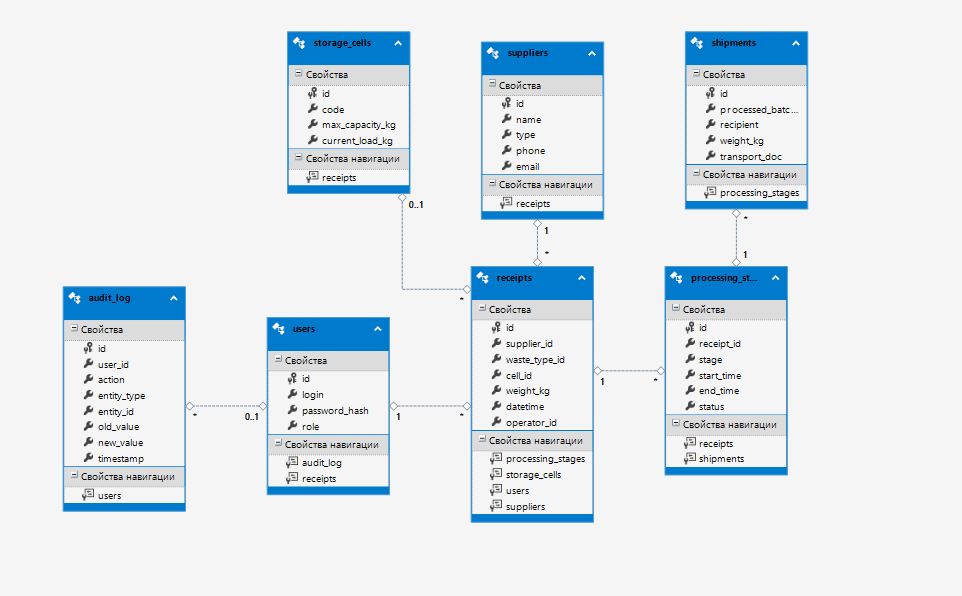 storage_cells
Свойства
id
code
max_capacity_kg
current_load_kg
Свойства навигации
receipts
0..1
*
suppliers
Свойства
id
name
type
phone
email
Свойства навигации
receipts
1
*
shipments
Свойства
id
processed_batc...
recipient
weight_kg
transport_doc
Свойства навигации
processing_stages
*
1
audit_log
Свойства
id
user_id
action
entity_type
entity_id
old_value
new_value
timestamp
Свойства навигации
users
*
0..1
users
Свойства
id
login
password_hash
role
Свойства навигации
audit_log
receipts
1
*
receipts
Свойства
id
supplier_id
waste_type_id
cell_id
weight_kg
datetime
operator_id
Свойства навигации
processing_stages
storage_cells
users
suppliers
1
*
processing_st...
Свойства
id
receipt_id
stage
start_time
end_time
status
Свойства навигации
receipts
shipments